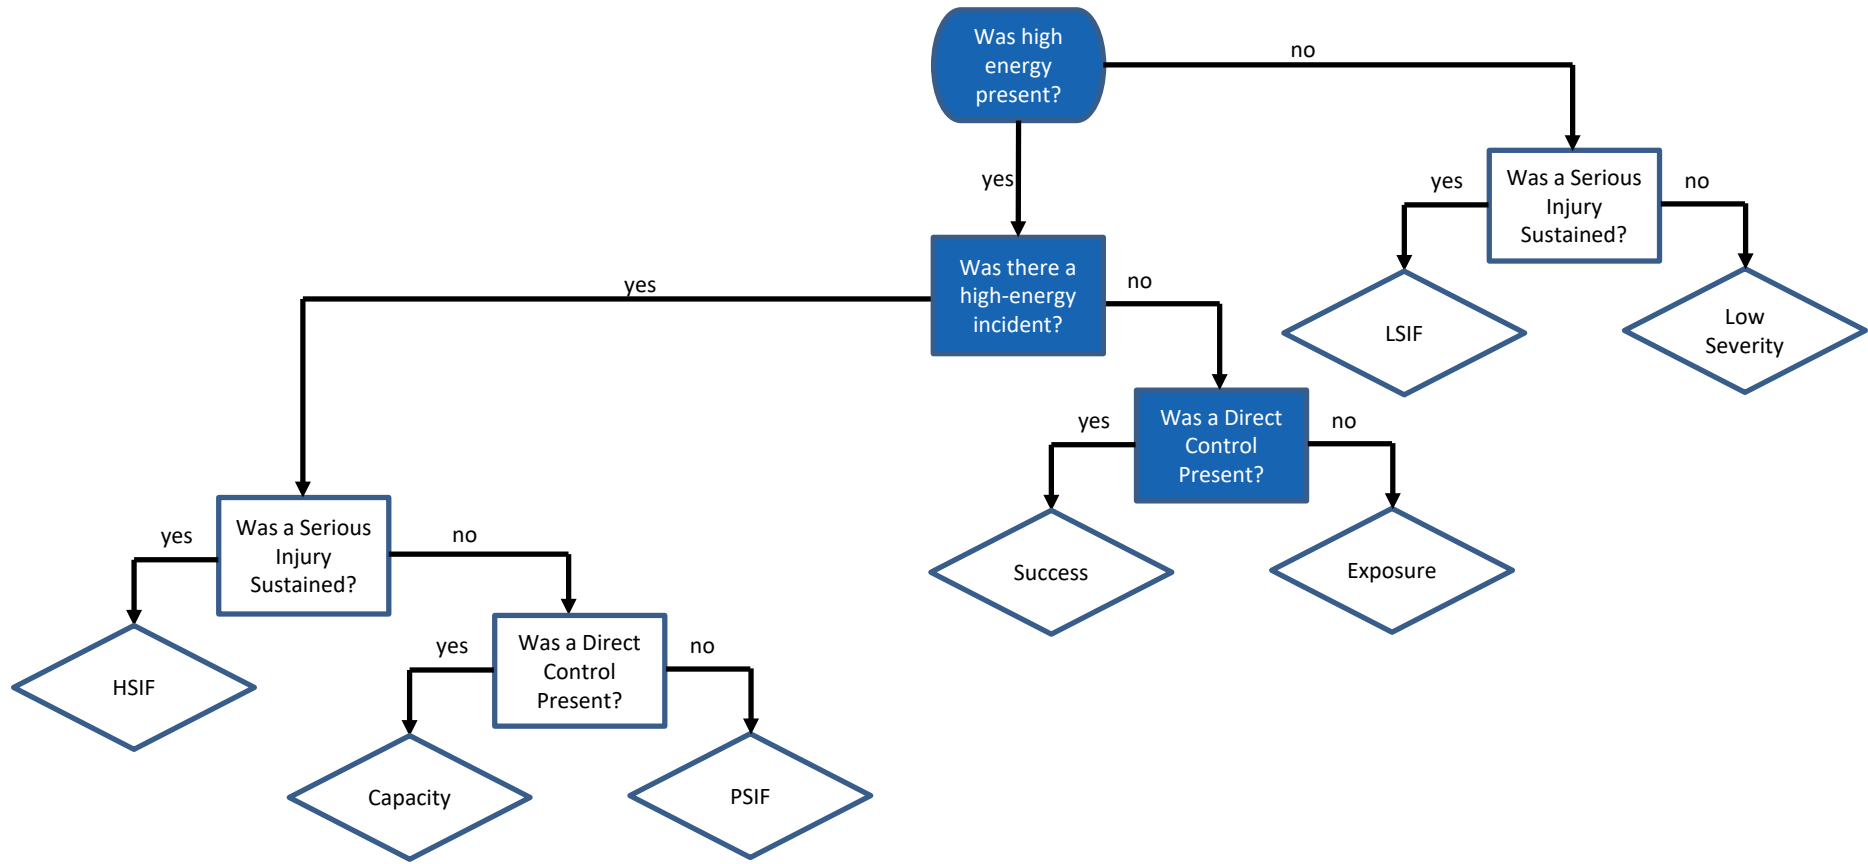 Was high
energy
present?
no
yes
Was a Serious
Injury
Sustained?
yes
no
LSIF
Low
Severity
Was there a
high-energy
incident?
yes
no
Was a Direct
Control
Present?
yes
no
Success
Exposure
Was a Serious
Injury
Sustained?
yes
no
HSIF
Was a Direct
Control
Present?
yes
no
Capacity
PSIF